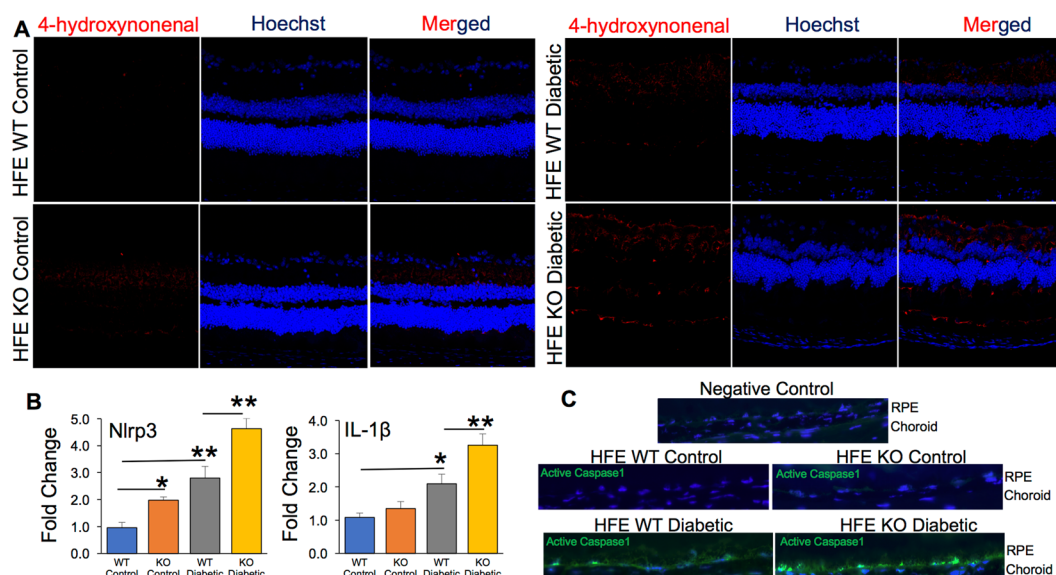 A
4-hydroxynonenal Hoechst Merged
4-hydroxynonenal Hoechst Merged
HFE WT Control
HFE KO Control
HFE WT Diabetic
HFE KO Diabetic
B
Nlrp3
Fold Change
5.0
4.0
3.0
2.0
1.0
0.0
*
**
**
WT Control
KO Control
WT Diabetic
KO Diabetic
IL-1β
Fold Change
4.0
3.0
2.0
1.0
0.0
*
**
WT Control
KO Control
WT Diabetic
KO Diabetic
C
Negative Control
RPE
Choroid
HFE WT Control HFE KO Control
Active Caspase1 Active Caspase1
RPE
Choroid
HFE WT Diabetic HFE KO Diabetic
Active Caspase1 Active Caspase1
RPE
Choroid